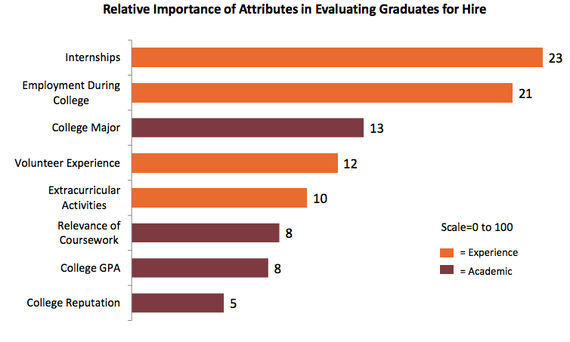 Relative Importance of Attributes in Evaluating Graduates for Hire
Internships
23
Employment During
College
21
College Major
13
Volunteer Experience
12
Extracurricular
Activities
10
Relevance of
Coursework
8
College GPA
8
College Reputation
5
Scale=0 to 100
= Experience
= Academic